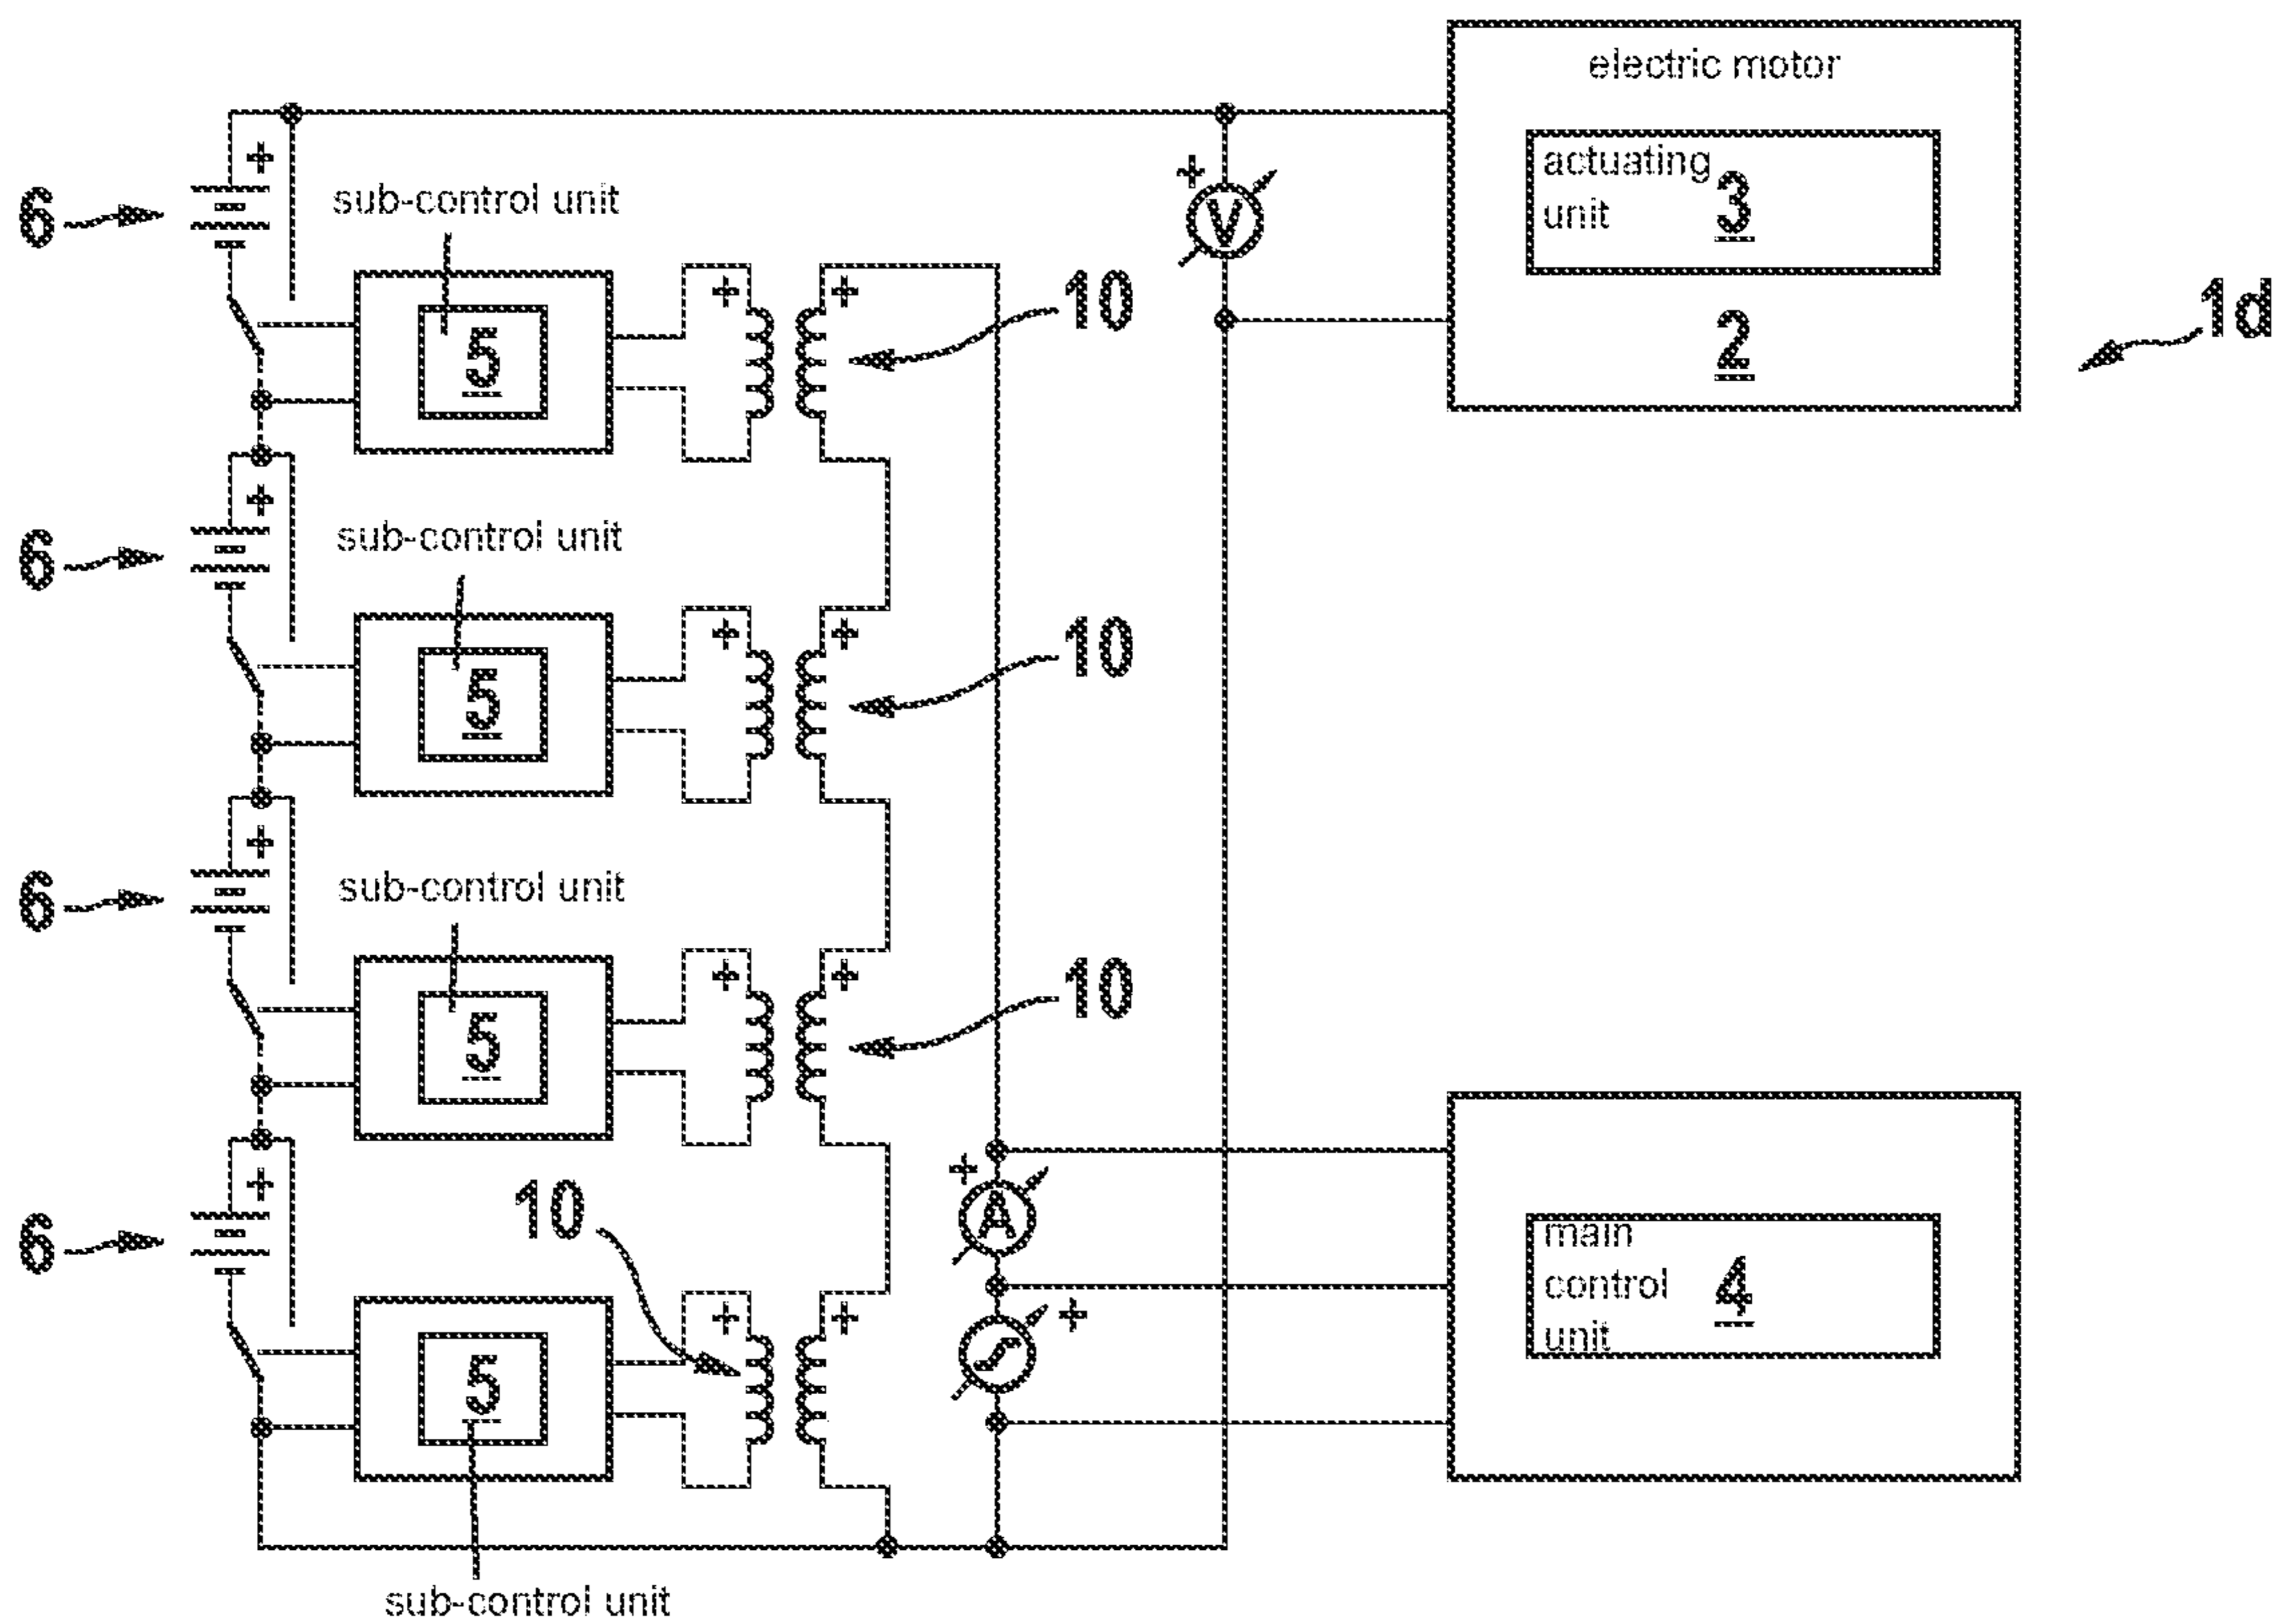 electric motor
actuating
unit
3
2
1d
+
6
sub-control unit
+
V
5
+
+
10
+
6
sub-control unit
5
+
+
10
+
6
sub-control unit
5
+
+
10
+
6
10
+
A
+
sub-control unit
5
+
+
main
control
unit
4